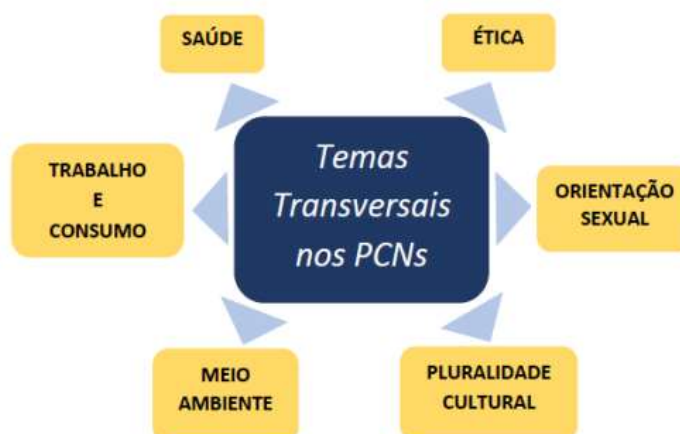 SAÚDE
ÉTICA
TRABALHO
E
CONSUMO
Temas
Transversais
nos PCNs
ORIENTAÇÃO
SEXUAL
MEIO
AMBIENTE
PLURALIDADE
CULTURAL